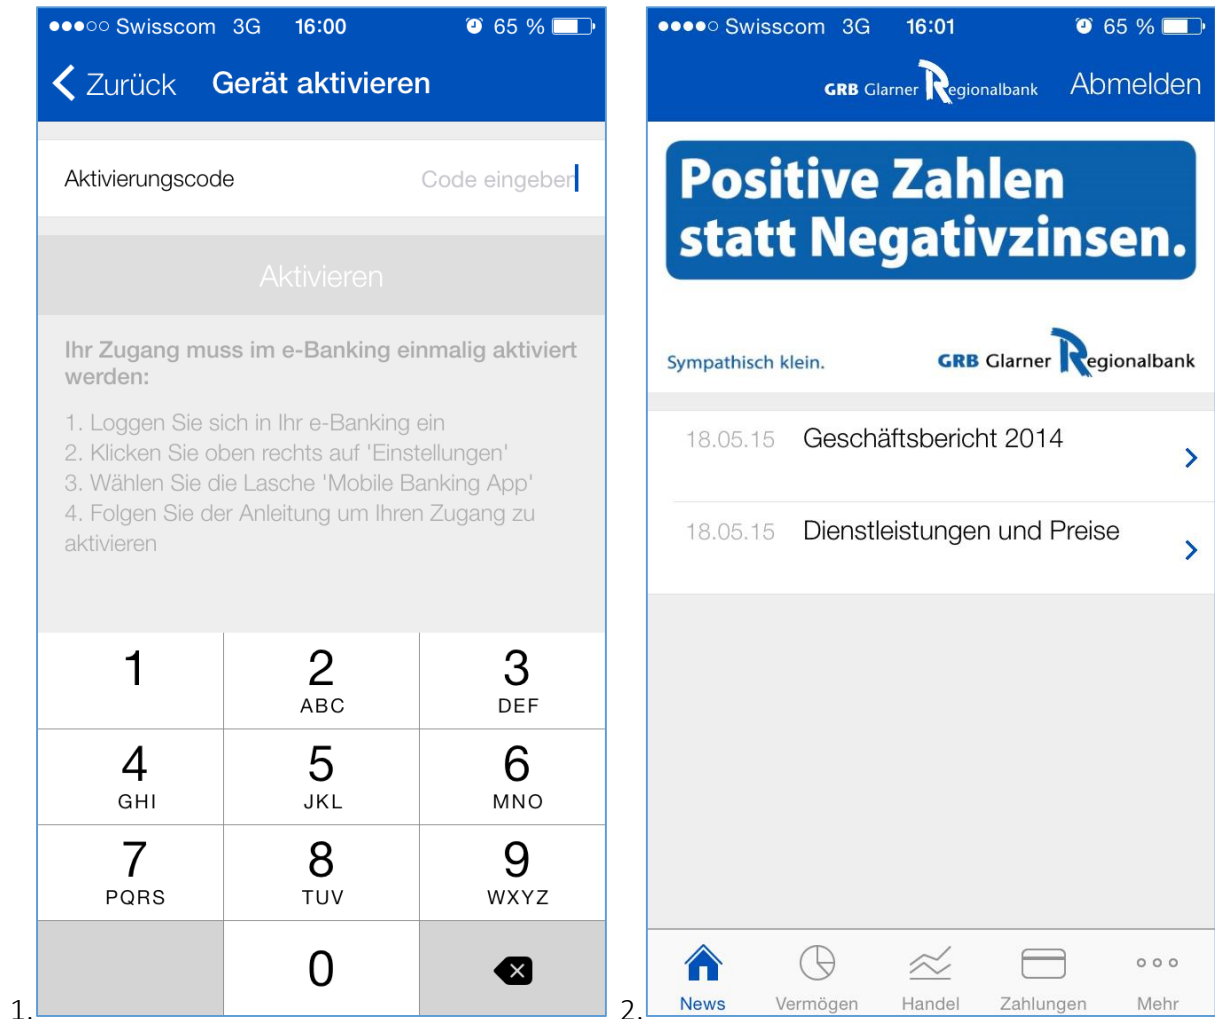 Swisscom 3G 16:00 65 %
Zurück Gerät aktivieren
Aktivierungscode Code eingeben
Aktivieren
Ihr Zugang muss im e-Banking einmalig aktiviert
werden:
1. Loggen Sie sich in Ihr e-Banking ein
2. Klicken Sie oben rechts auf 'Einstellungen'
3. Wählen Sie die Lasche 'Mobile Banking App'
4. Folgen Sie der Anleitung um Ihren Zugang zu
aktivieren
1 2 3
ABC DEF
4 5 6
GHI JKL MNO
7 8 9
PQRS TUV WXYZ
0
1.
Swisscom 3G 16:01 65 %
GRB Glarner Regionalbank Abmelden
Positive Zahlen
statt Negativzinsen.
Sympathisch klein. GRB Glarner Regionalbank
18.05.15 Geschäftsbericht 2014
18.05.15 Dienstleistungen und Preise
News Vermögen Handel Zahlungen Mehr
2.